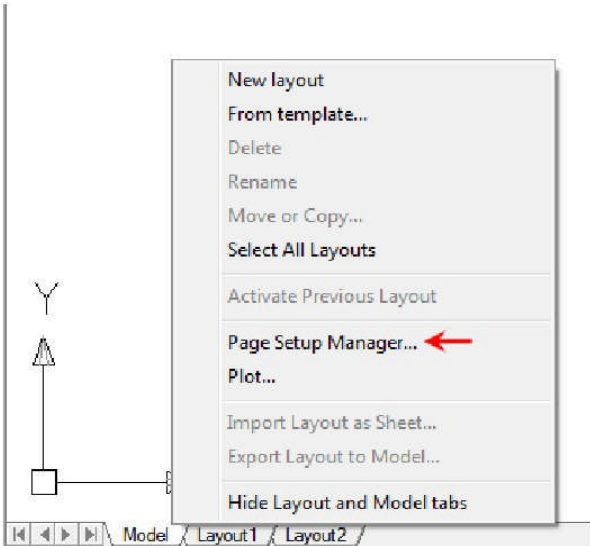 New layout
From template...
Delete
Rename
Move or Copy...
Select All Layouts
Activate Previous Layout
Page Setup Manager...
Plot...
Import Layout as Sheet...
Export Layout to Model...
Hide Layout and Model tabs
Y
Model Layout1 Layout2